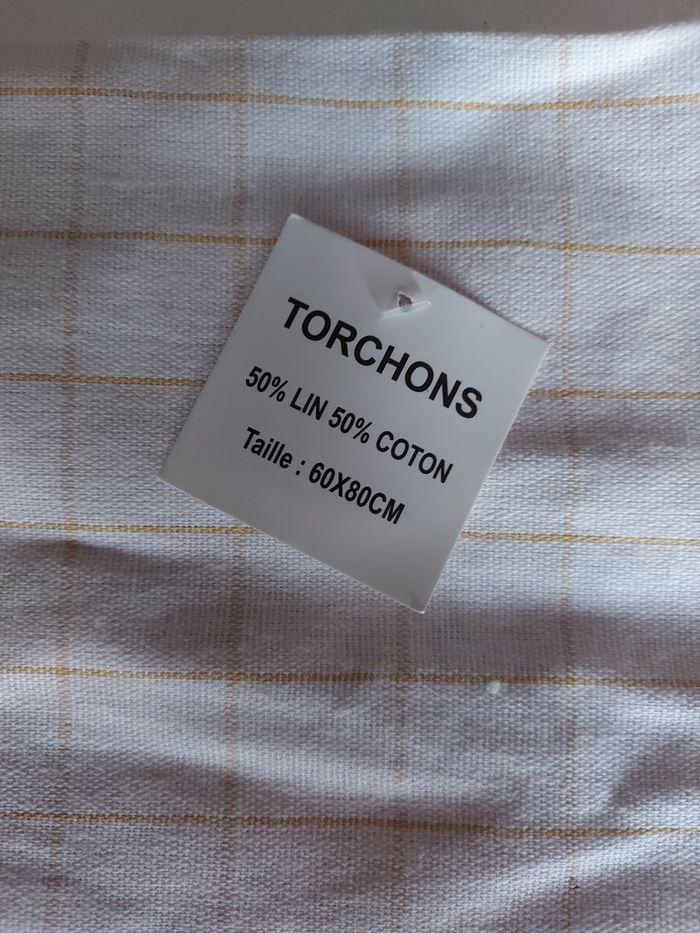 TORCHONS
50% LIN 50% COTON
Taille : 60X80CM